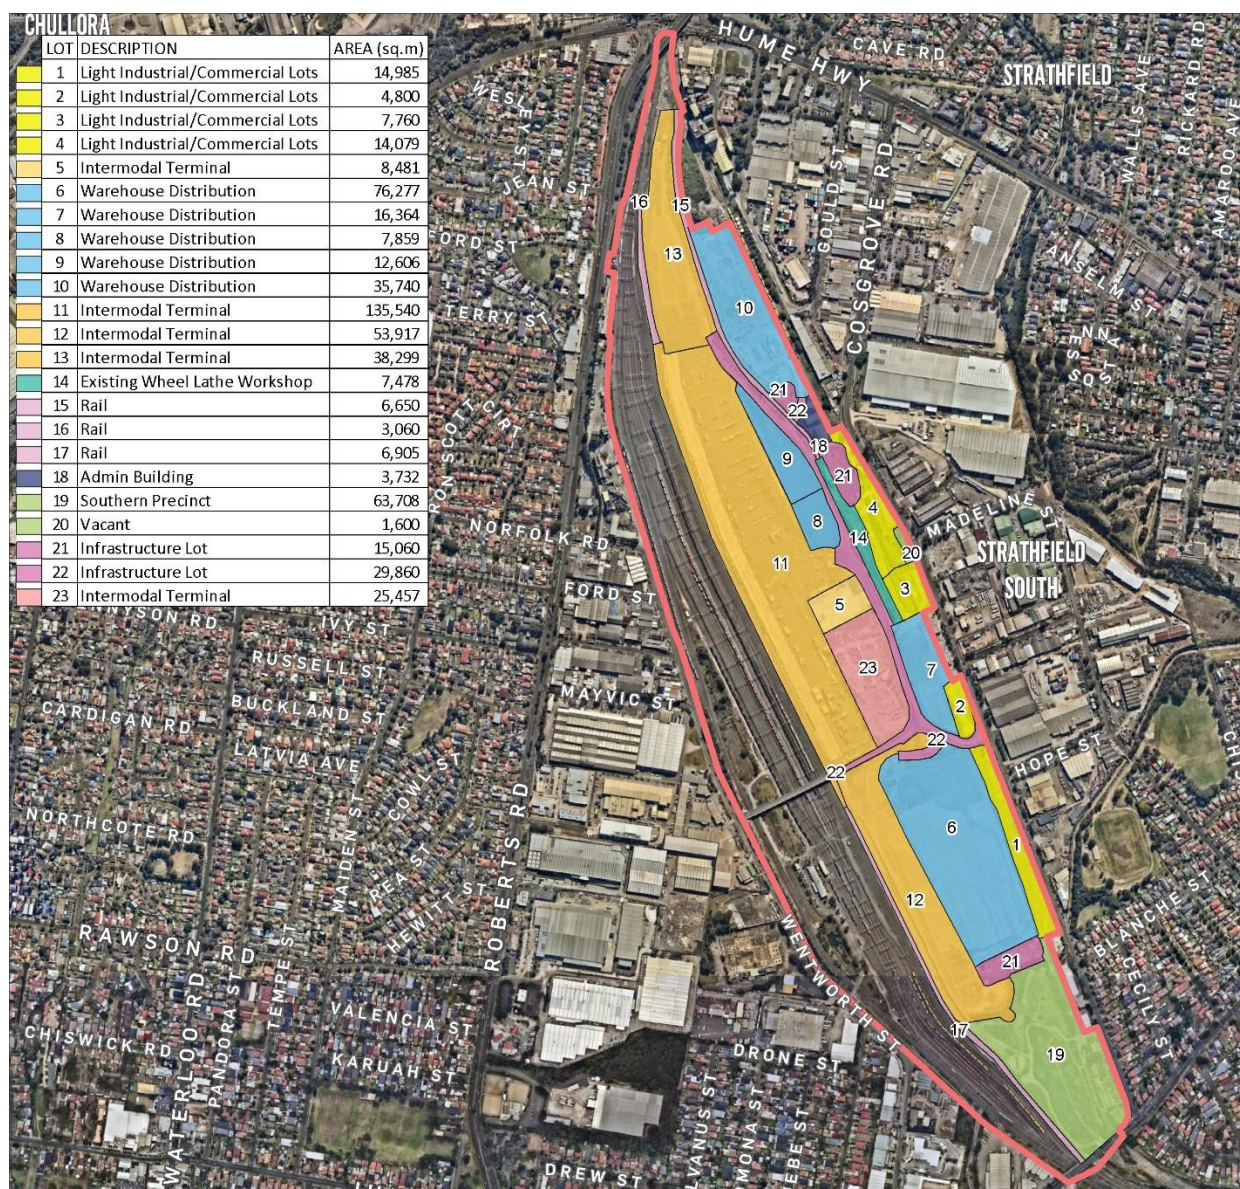 CHULLORA
LOT DESCRIPTION AREA (sq.m)
1 Light Industrial/Commercial Lots 14,985
2 Light Industrial/Commercial Lots 4,800
3 Light Industrial/Commercial Lots 7,760
4 Light Industrial/Commercial Lots 14,079
5 Intermodal Terminal 8,481
6 Warehouse Distribution 76,277
7 Warehouse Distribution 16,364
8 Warehouse Distribution 7,859
9 Warehouse Distribution 12,606
10 Warehouse Distribution 35,740
11 Intermodal Terminal 135,540
12 Intermodal Terminal 53,917
13 Intermodal Terminal 38,299
14 Existing Wheel Lathe Workshop 7,478
15 Rail 6,650
16 Rail 3,060
17 Rail 6,905
18 Admin Building 3,732
19 Southern Precinct 63,708
20 Vacant 1,600
21 Infrastructure Lot 15,060
22 Infrastructure Lot 29,860
23 Intermodal Terminal 25,457
HUME HWY
CAVE RD
STRATHFIELD
WALLIS AVE
RICKARD RD
AMAROO AVE
WESLEY ST
JEAN ST
GOULD ST
COSGROVE RD
ANSELM ST
FORD ST
TERRY ST
16
15
13
10
21
22
18
9
21
4
8
14
20
11
3
5
23
7
2
22
22
6
1
12
21
17
19
NORFOLK RD
MADELINE ST
STRATHFIELD
SOUTH
FORD ST
IVY ST
RUSSELL ST
BUCKLAND ST
CARDIGAN RD
LATVIA AVE
MAYVIC ST
HOPE ST
COWL ST
NORTHCOTE RD
MAIDEN ST
REA ST
HEWITT ST
ROBERTS RD
BLANCHE ST
CECILY ST
RAWSON RD
WATERLOO RD
PANDORA ST
TEMPE ST
WENTWORTH ST
VALENCIA ST
CHISWICK RD
KARUAH ST
DRONE ST
DREW ST